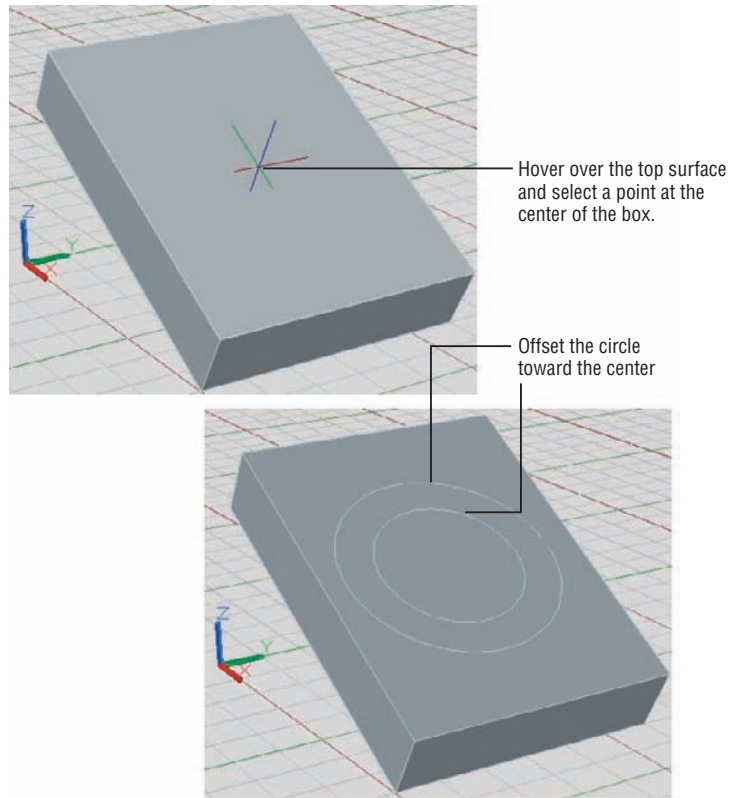 Hover over the top surface
and select a point at the
center of the box.
Z
Y
X
Offset the circle
toward the center
Z
Y
X